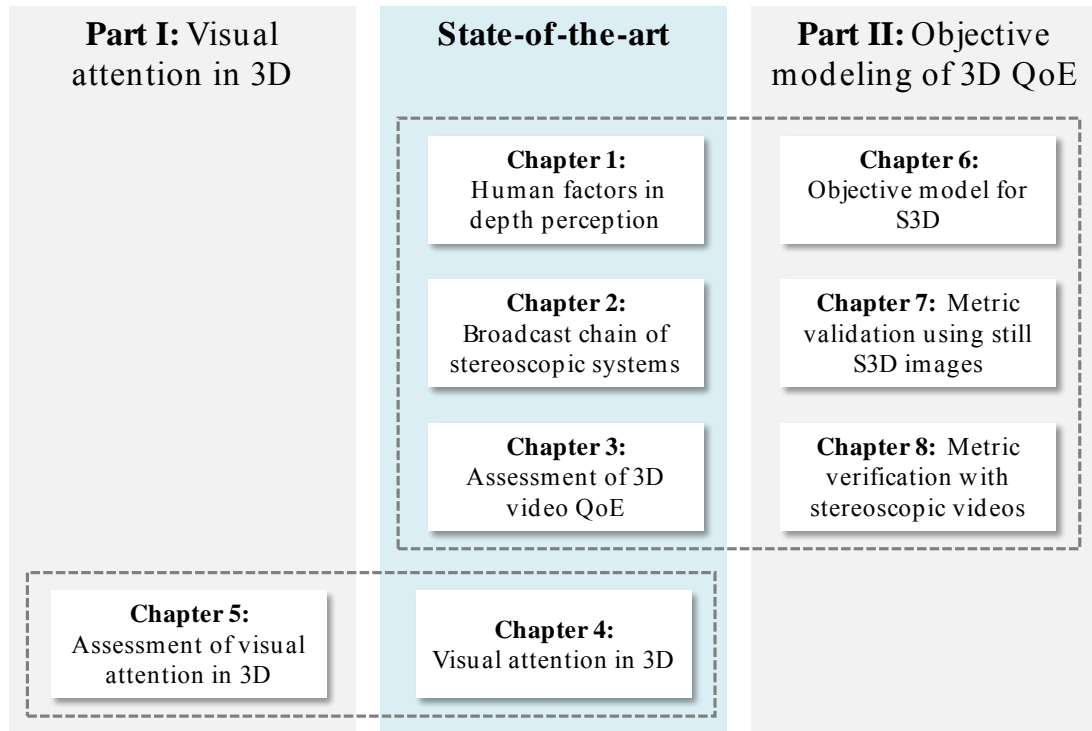 Part I: Visual
attention in 3D
State-of-the-art
Part II: Objective
modeling of 3D QoE
Chapter 1:
Human factors in
depth perception
Chapter 6:
Objective model for
S3D
Chapter 2:
Broadcast chain of
stereoscopic systems
Chapter 7: Metric
validation using still
S3D images
Chapter 3:
Assessment of 3D
video QoE
Chapter 8: Metric
verification with
stereoscopic videos
Chapter 5:
Assessment of visual
attention in 3D
Chapter 4:
Visual attention in 3D